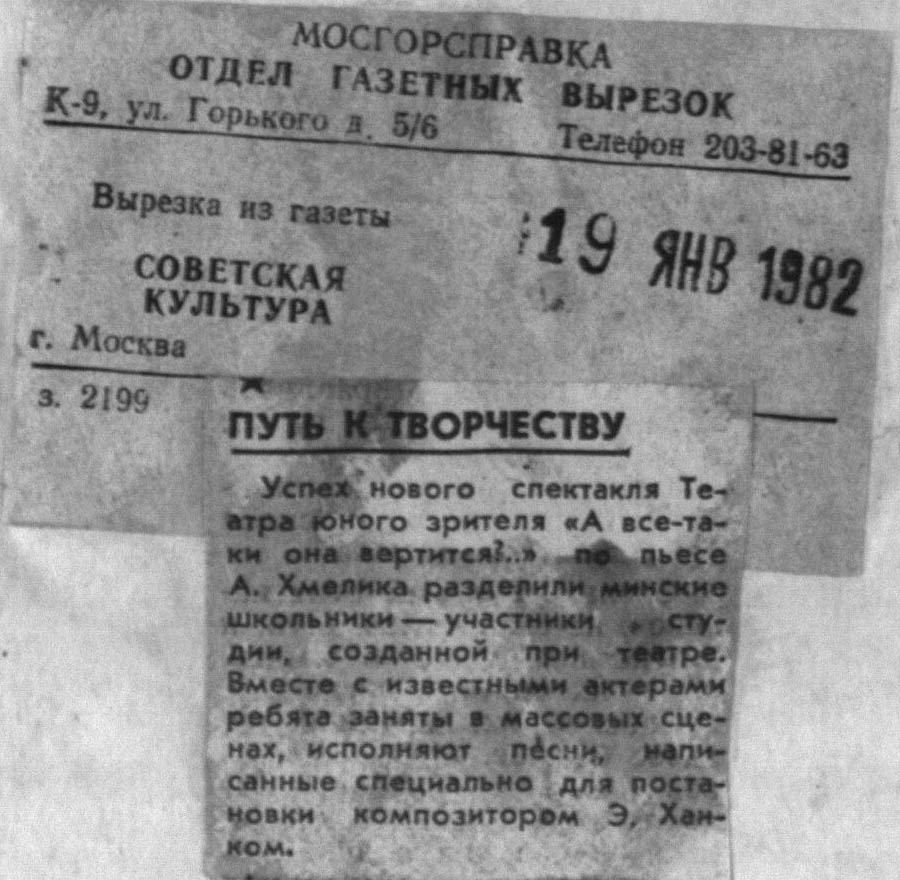 МОСГОРСПРАВКА
ОТДЕЛ ГАЗЕТНЫХ ВЫРЕЗОК
К-9, ул. Горького д. 5/6 Телефон 203-81-63
Вырезка из газеты
19 ЯНВ 1982
СОВЕТСКАЯ
КУЛЬТУРА
г. Москва
з. 2199
ПУТЬ К ТВОРЧЕСТВУ
Успех нового спектакля Те-
атра юного зрителя «А все-та-
ки она вертится?..» по пьесе
А. Хмелика разделили минские
школьники — участники сту-
дии, созданной при театре.
Вместе с известными актерами
ребята заняты в массовых сце-
нах, исполняют песни, напи-
санные специально для поста-
новки композитором Э. Хан-
ком.